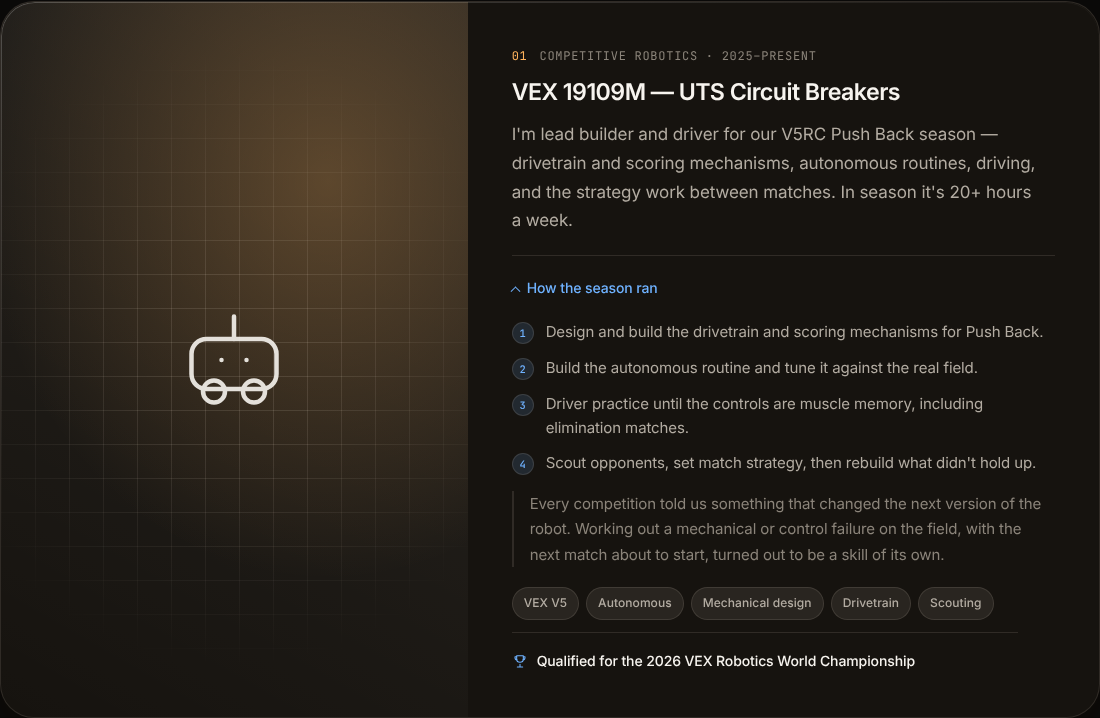 01 COMPETITIVE ROBOTICS · 2025–PRESENT
VEX 19109M — UTS Circuit Breakers
I'm lead builder and driver for our V5RC Push Back season —
drivetrain and scoring mechanisms, autonomous routines, driving,
and the strategy work between matches. In season it's 20+ hours
a week.
How the season ran
1 Design and build the drivetrain and scoring mechanisms for Push Back.
2 Build the autonomous routine and tune it against the real field.
3 Driver practice until the controls are muscle memory, including
elimination matches.
4 Scout opponents, set match strategy, then rebuild what didn't hold up.
Every competition told us something that changed the next version of the
robot. Working out a mechanical or control failure on the field, with the
next match about to start, turned out to be a skill of its own.
VEX V5 Autonomous Mechanical design Drivetrain Scouting
Qualified for the 2026 VEX Robotics World Championship